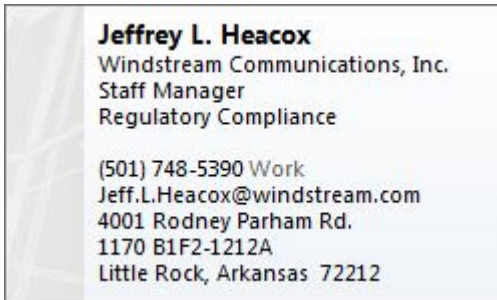 Jeffrey L. Heacox
Windstream Communications, Inc.
Staff Manager
Regulatory Compliance
(501) 748-5390 Work
Jeff.L.Heacox@windstream.com
4001 Rodney Parham Rd.
1170 B1F2-1212A
Little Rock, Arkansas  72212